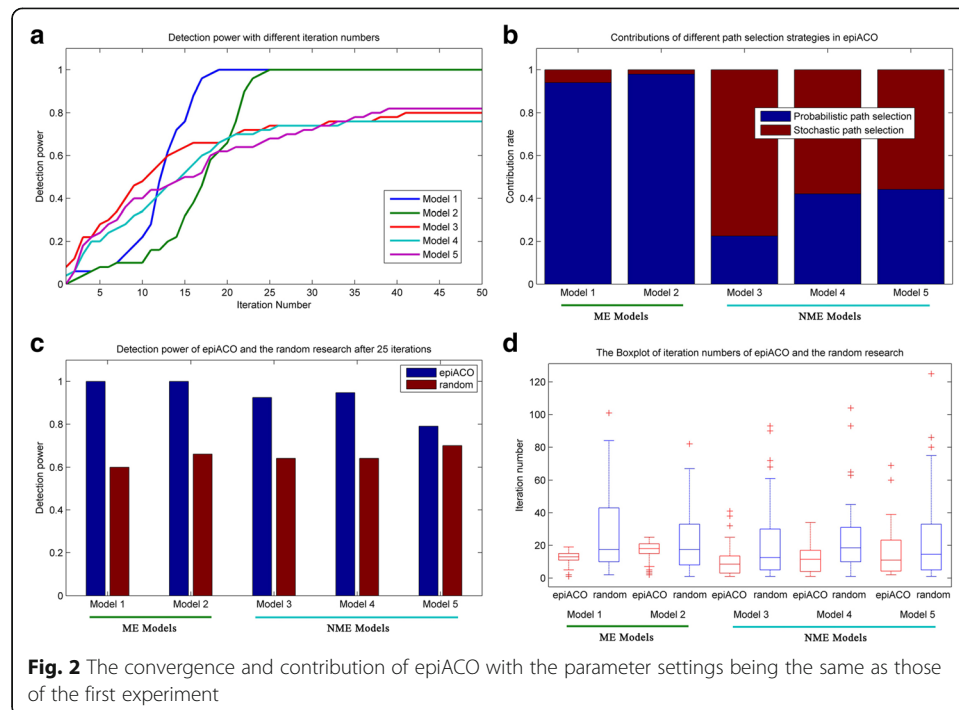 a
Detection power with different iteration numbers
Detection power
1
0.8
0.6
0.4
0.2
0
5 10 15 20 25 30 35 40 45 50
Iteration Number
Model 1
Model 2
Model 3
Model 4
Model 5
b
Contributions of different path selection strategies in epiACO
Contribution rate
1
0.8
0.6
0.4
0.2
0
Probabilistic path selection
Stochastic path selection
Model 1 Model 2 Model 3 Model 4 Model 5
ME Models NME Models
c
Detection power of epiACO and the random research after 25 iterations
Detection power
1
0.8
0.6
0.4
0.2
0
epiACO
random
Model 1 Model 2 Model 3 Model 4 Model 5
ME Models NME Models
d
The Boxplot of iteration numbers of epiACO and the random research
Iteration number
120
100
80
60
40
20
0
epiACO random epiACO random epiACO random epiACO random epiACO random
Model 1 Model 2 Model 3 Model 4 Model 5
ME Models NME Models
Fig. 2 The convergence and contribution of epiACO with the parameter settings being the same as those
of the first experiment